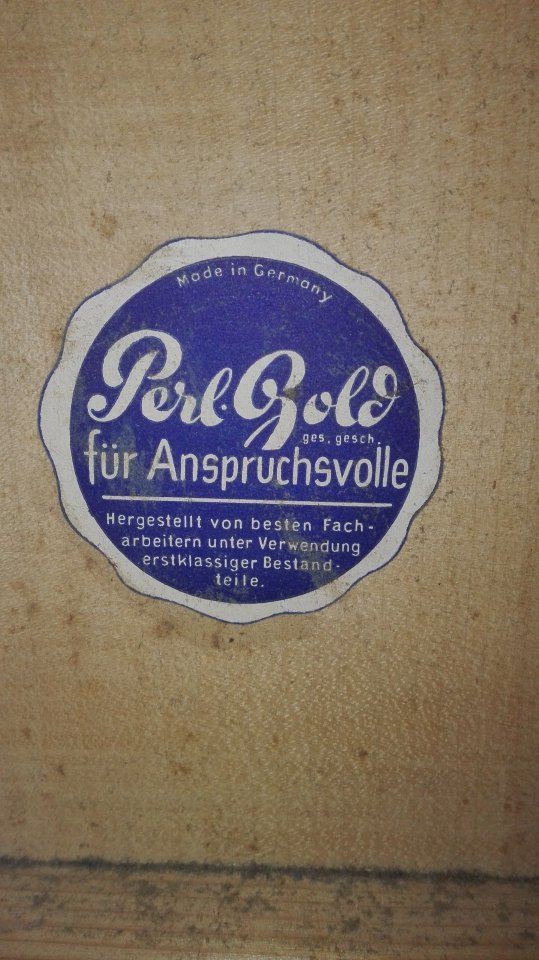 Made in Germany
Perl-Gold
ges. gesch.
für Anspruchsvolle
Hergestellt von besten Fach-
arbeitern unter Verwendung
erstklassiger Bestand-
teile.